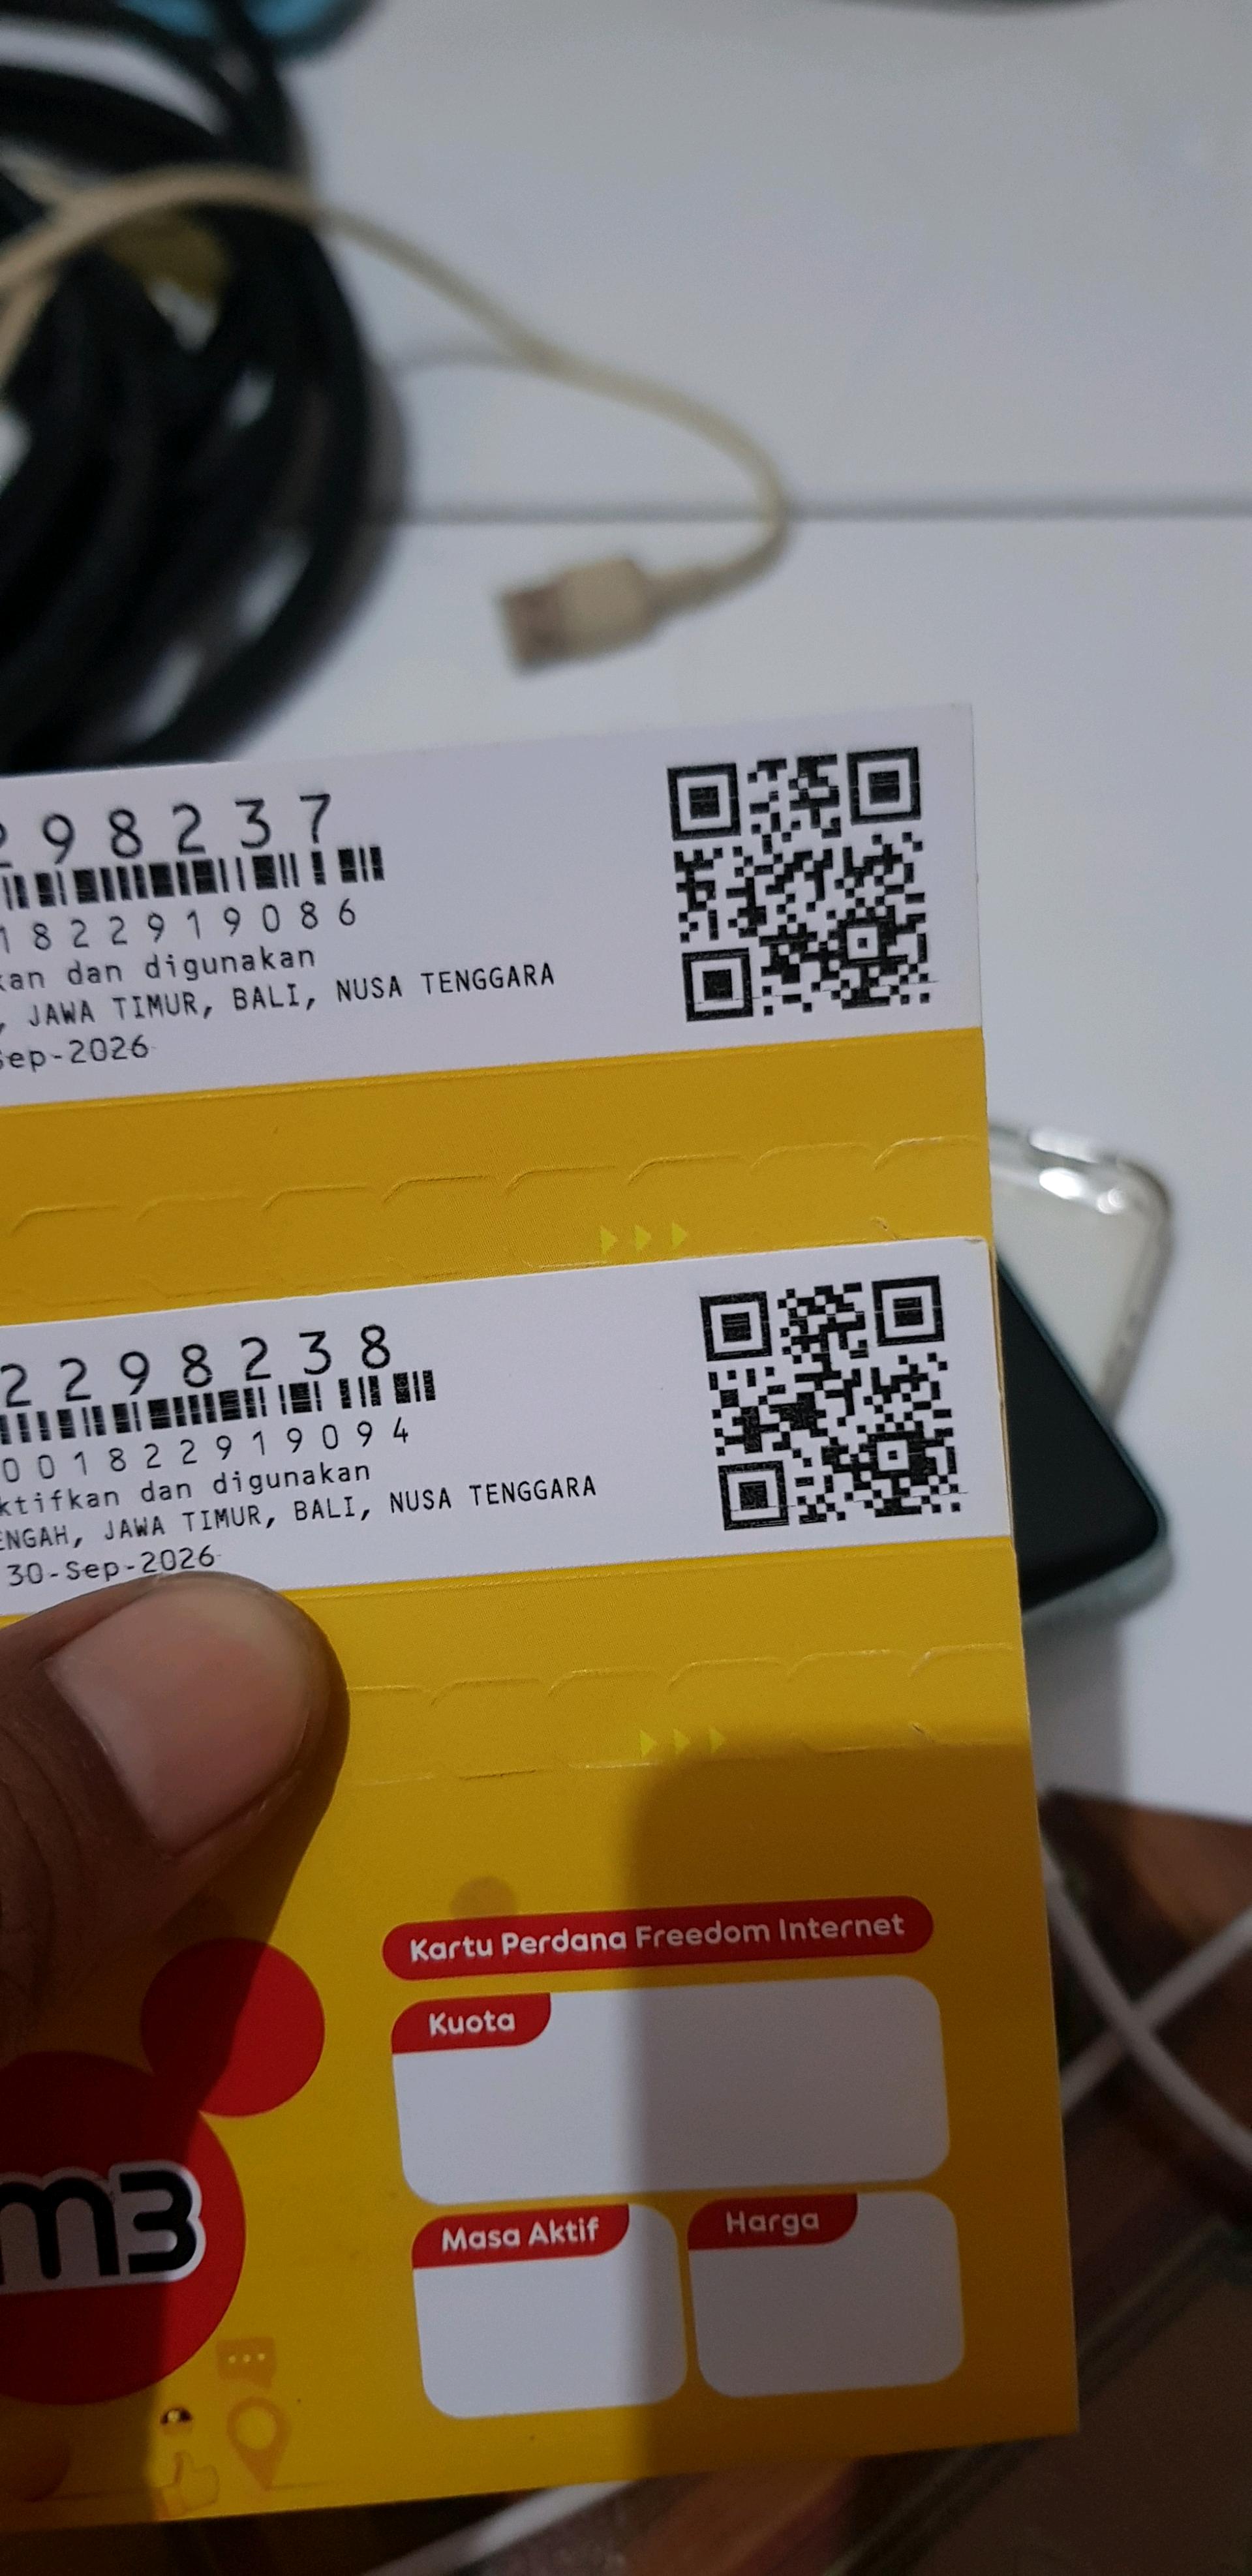 298237
1822919086
kan dan digunakan
, JAWA TIMUR, BALI, NUSA TENGGARA
Sep-2026
2298238
001822919094
ktifkan dan digunakan
ENGAH, JAWA TIMUR, BALI, NUSA TENGGARA
30-Sep-2026
Kartu Perdana Freedom Internet
Kuota
m3
Masa Aktif
Harga